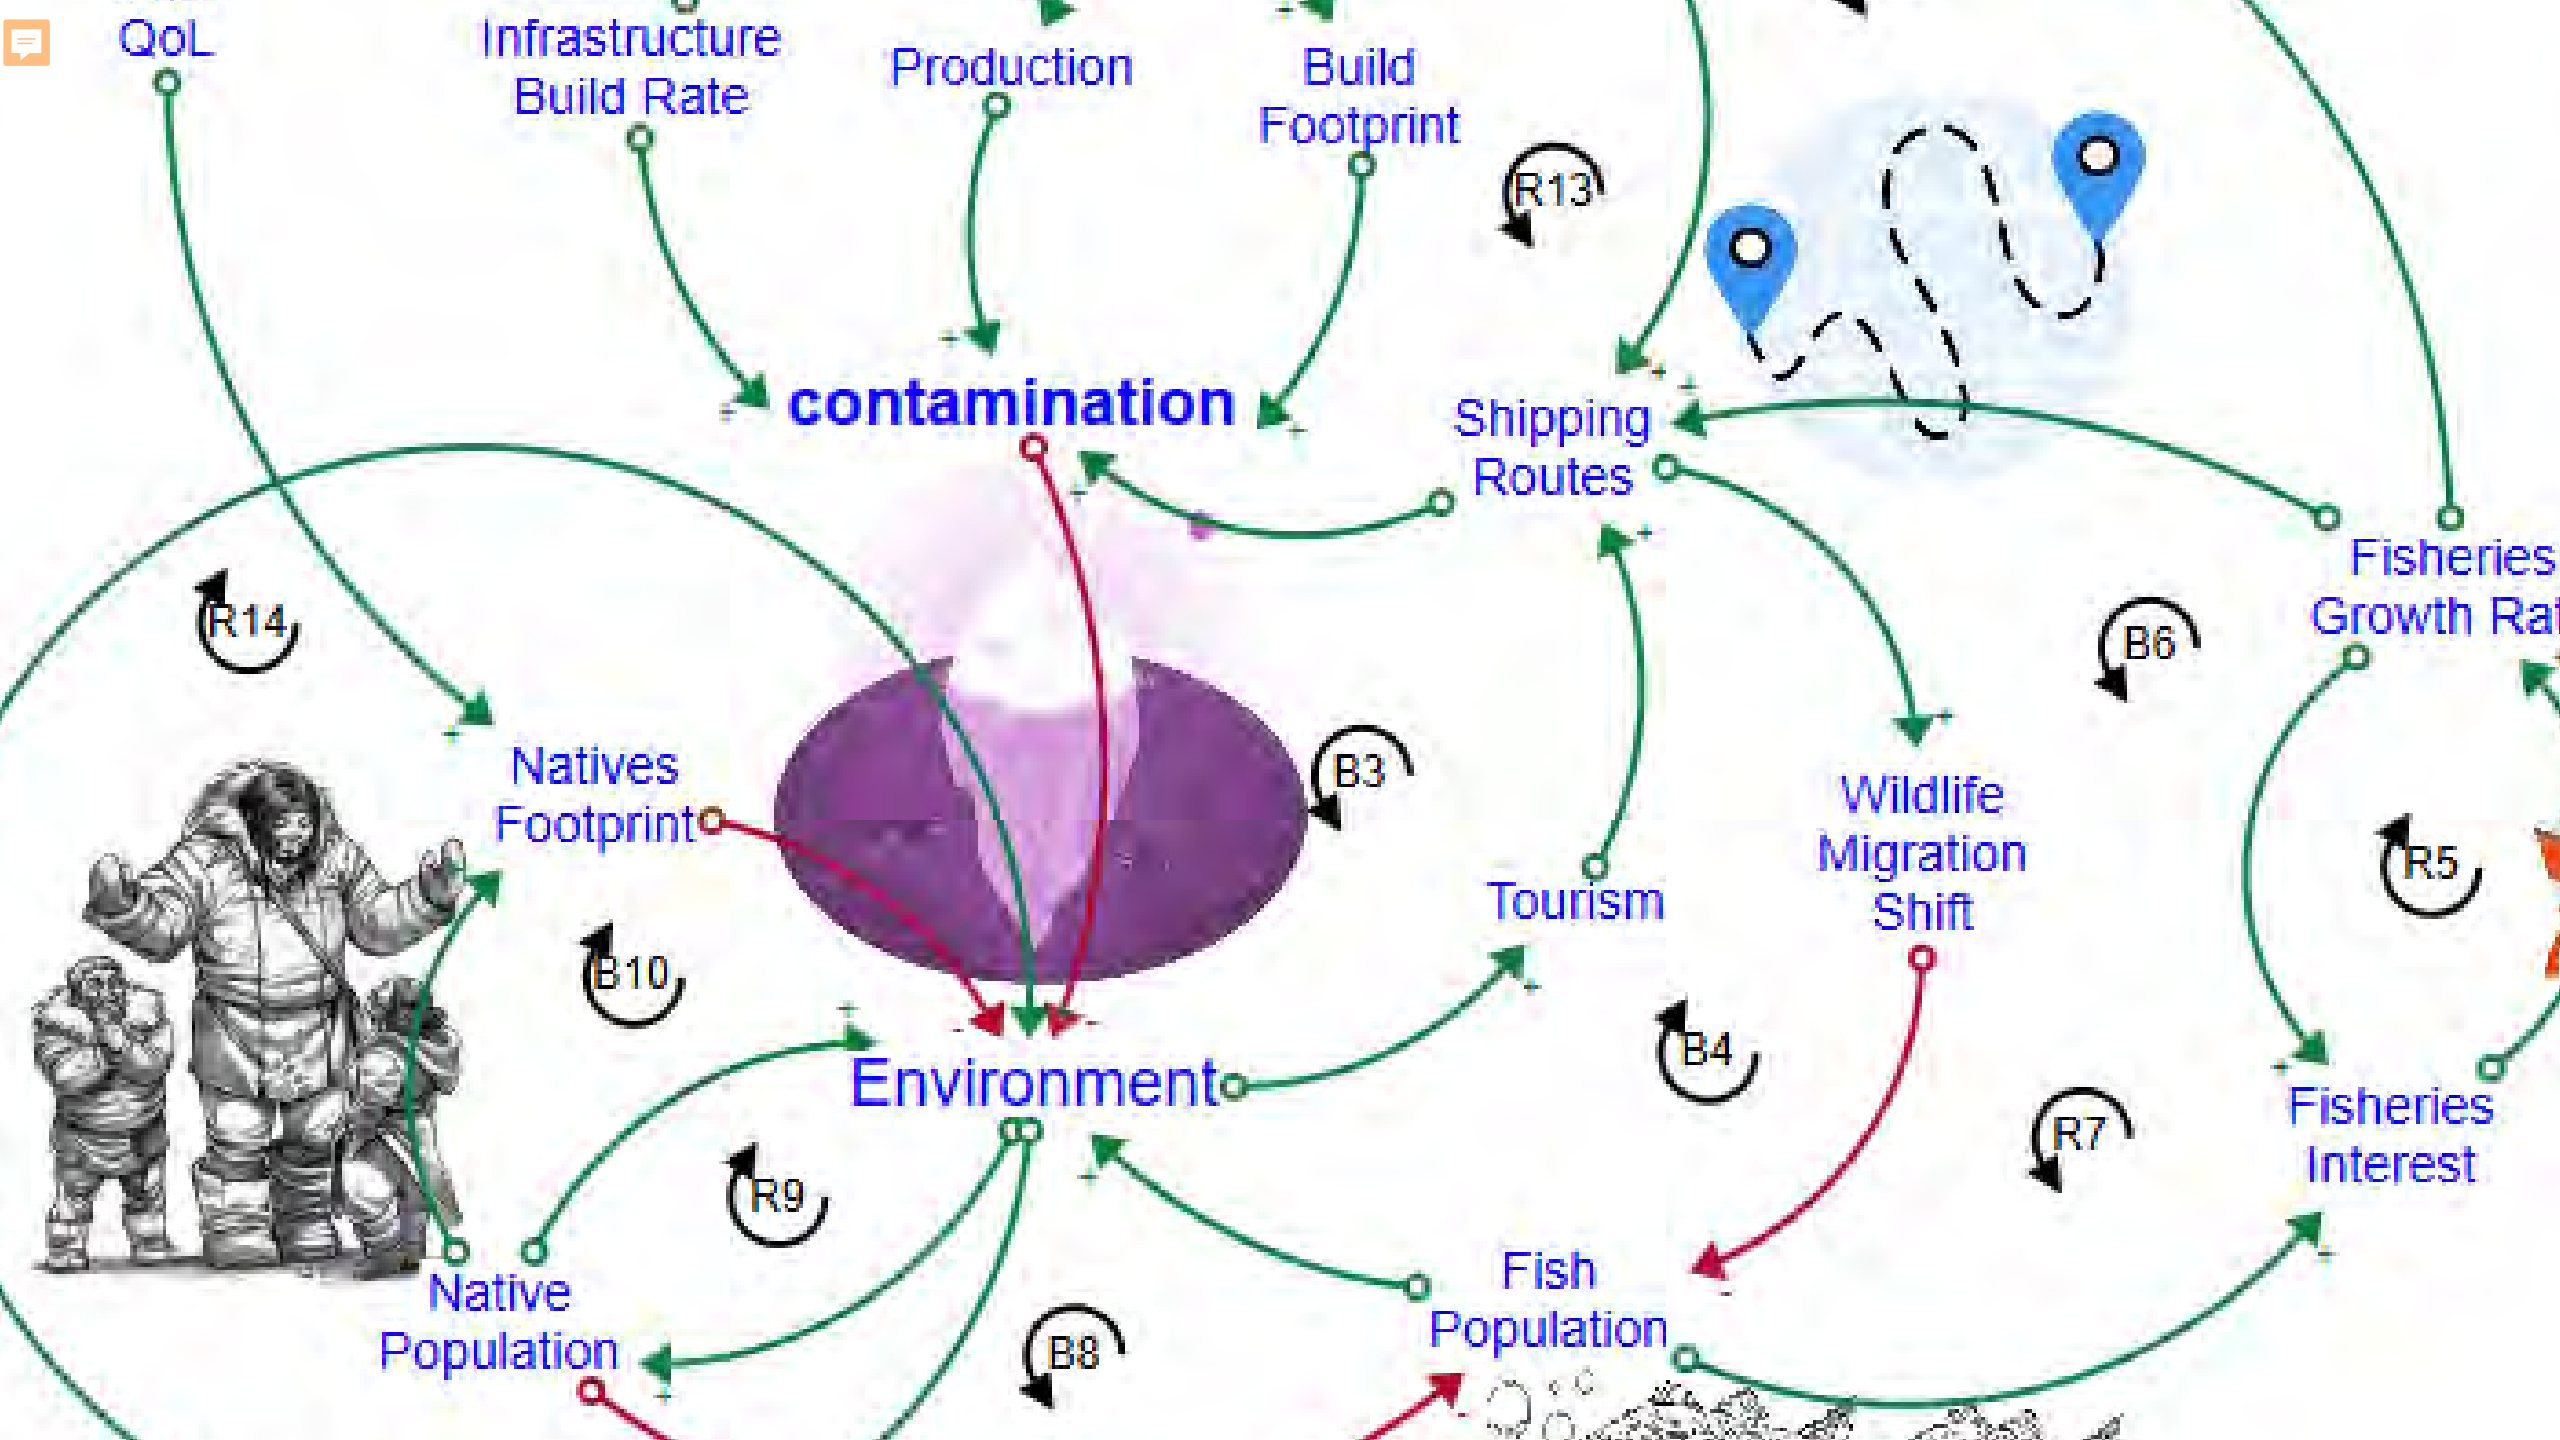 QoL
Infrastructure
Build Rate
Production
Build
Footprint
R13
contamination
Shipping
Routes
Fisheries
Growth Rat
R14
B6
Natives
Footprint
B3
Wildlife
Migration
Shift
R5
Tourism
B10
B4
Environment
Fisheries
Interest
R7
R9
Native
Population
Fish
Population
B8